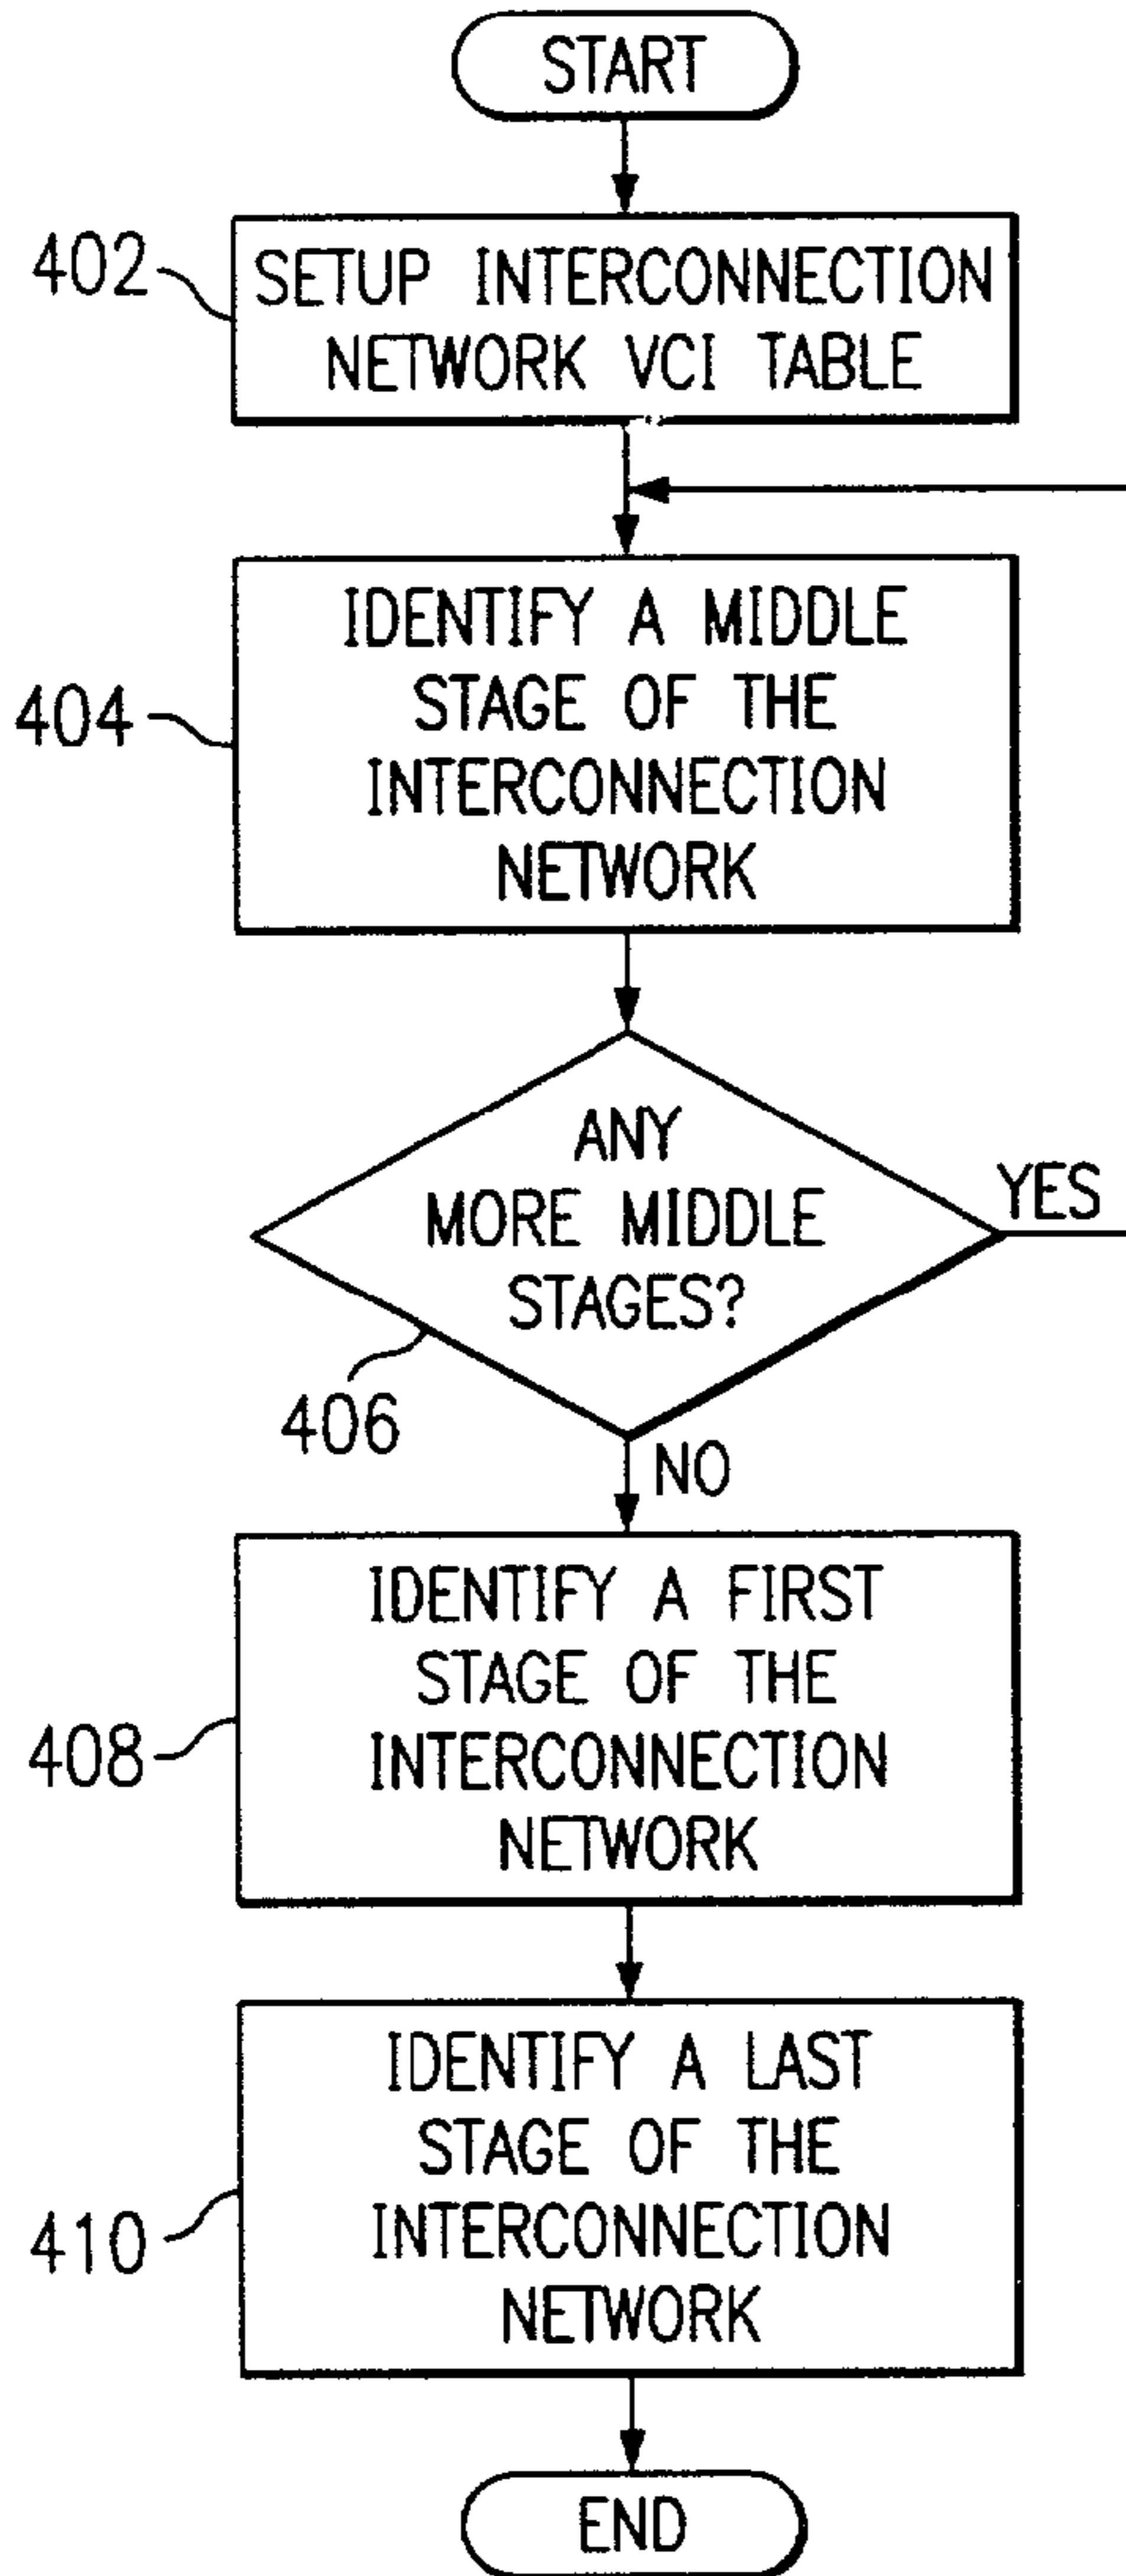 START
402
SETUP INTERCONNECTION
NETWORK VCI TABLE
404
IDENTIFY A MIDDLE
STAGE OF THE
INTERCONNECTION
NETWORK
ANY
MORE MIDDLE
STAGES?
YES
406
NO
408
IDENTIFY A FIRST
STAGE OF THE
INTERCONNECTION
NETWORK
410
IDENTIFY A LAST
STAGE OF THE
INTERCONNECTION
NETWORK
END